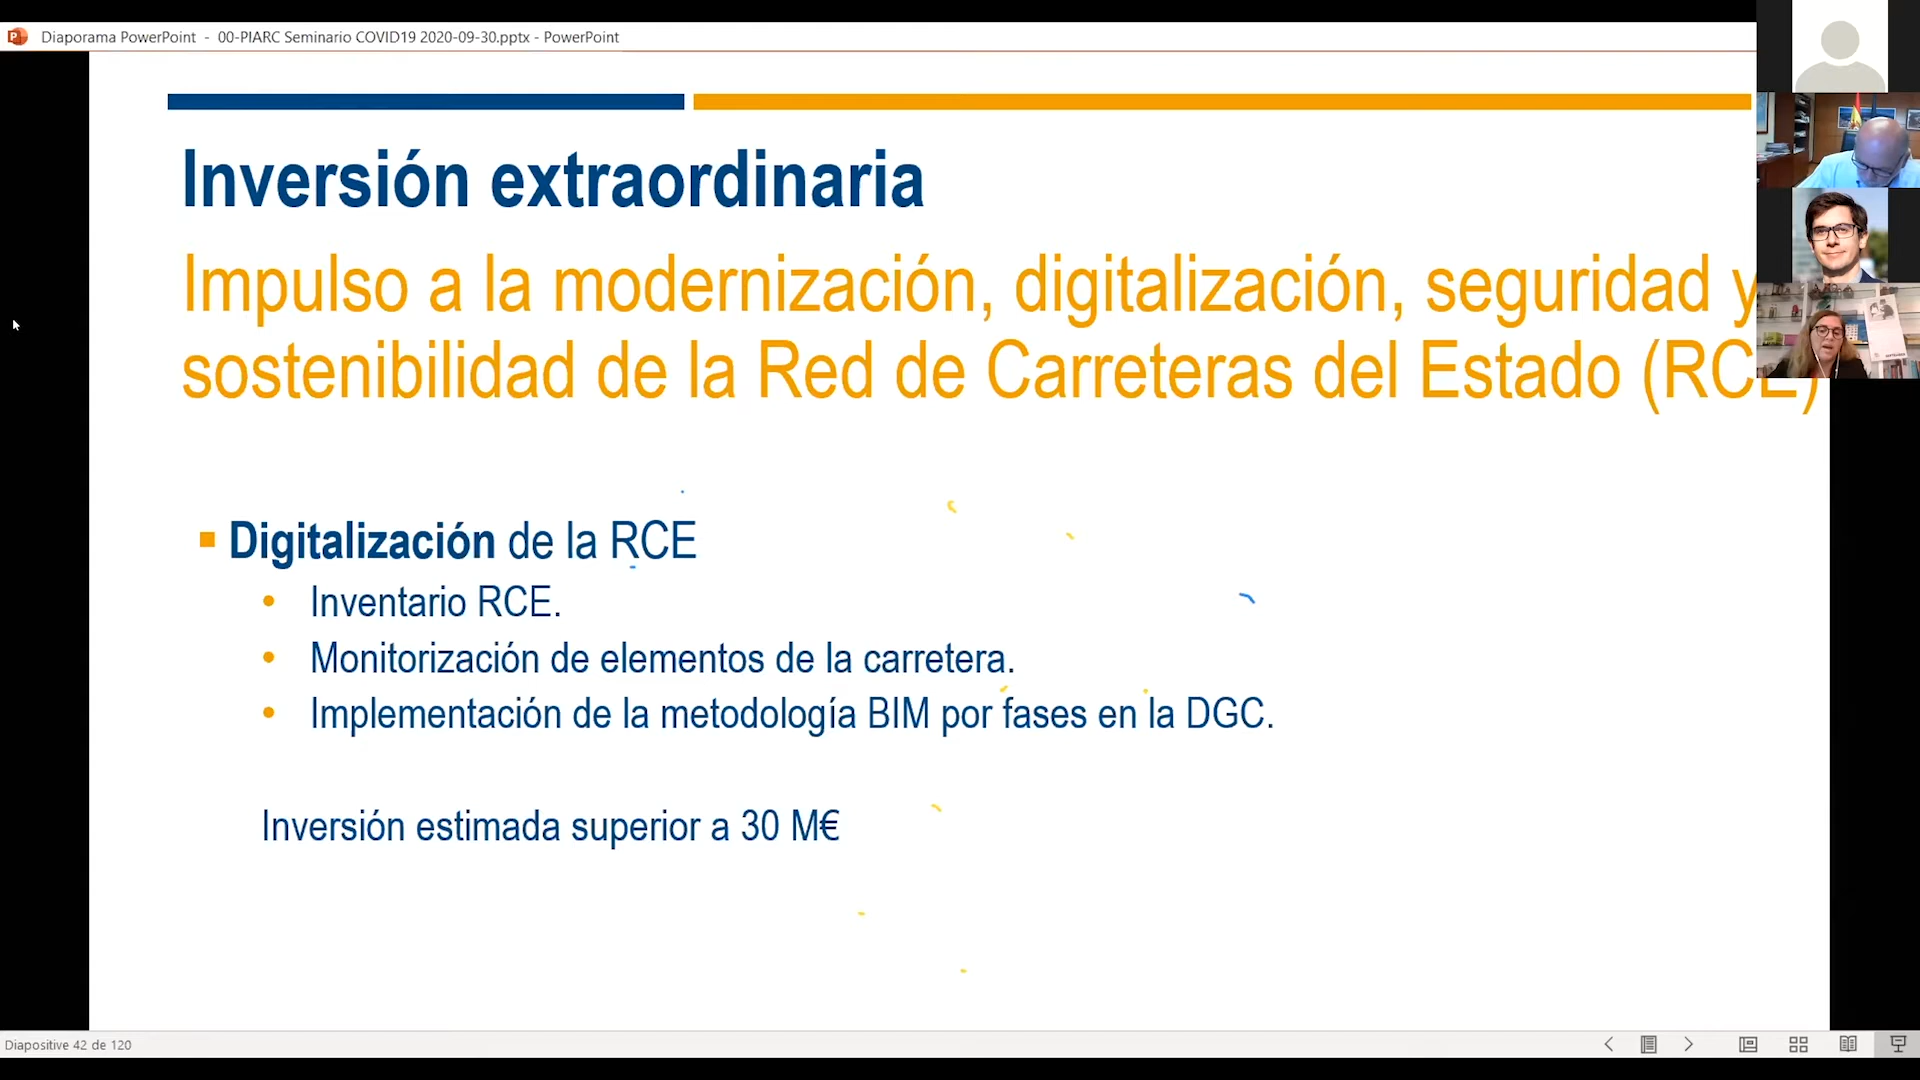 Diaporama PowerPoint - 00-PIARC Seminario COVID19 2020-09-30.pptx - PowerPoint
Inversión extraordinaria
Impulso a la modernización, digitalización, seguridad y
sostenibilidad de la Red de Carreteras del Estado (RCE)
Digitalización de la RCE
• Inventario RCE.
• Monitorización de elementos de la carretera.
• Implementación de la metodología BIM por fases en la DGC.
Inversión estimada superior a 30 M€
Diapositive 42 de 120